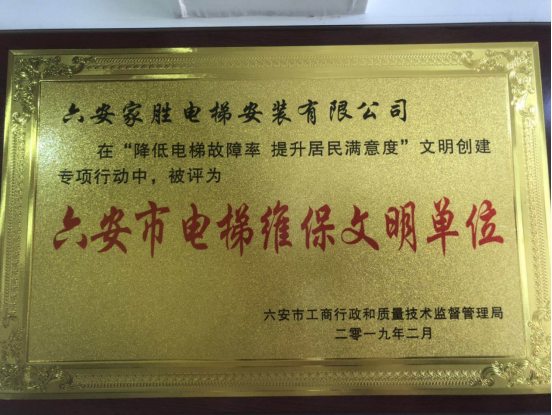 六安家胜电梯安装有限公司
在“降低电梯故障率 提升居民满意度”文明创建
专项行动中，被评为
六安市电梯维保文明单位
六安市工商行政和质量技术监督管理局
二零一九年二月